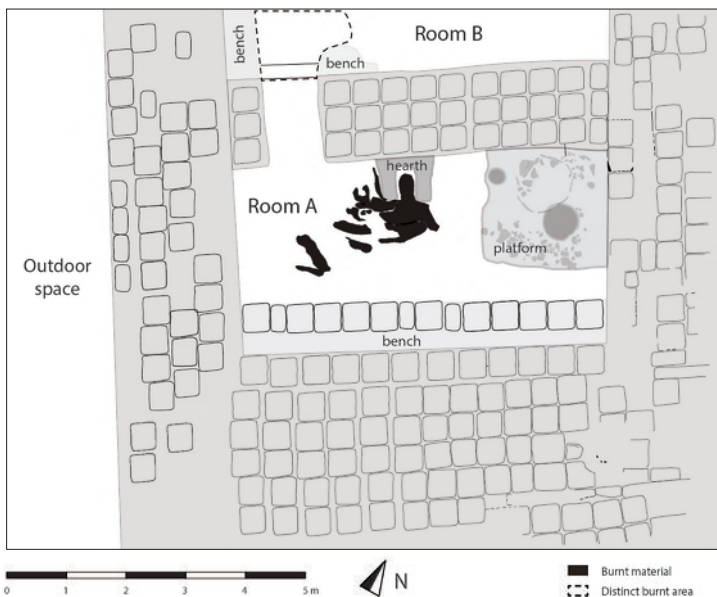 Room B
bench
bench
hearth
Room A
platform
Outdoor
space
bench
0 1 2 3 4 5 m
N
Burnt material
Distinct burnt area